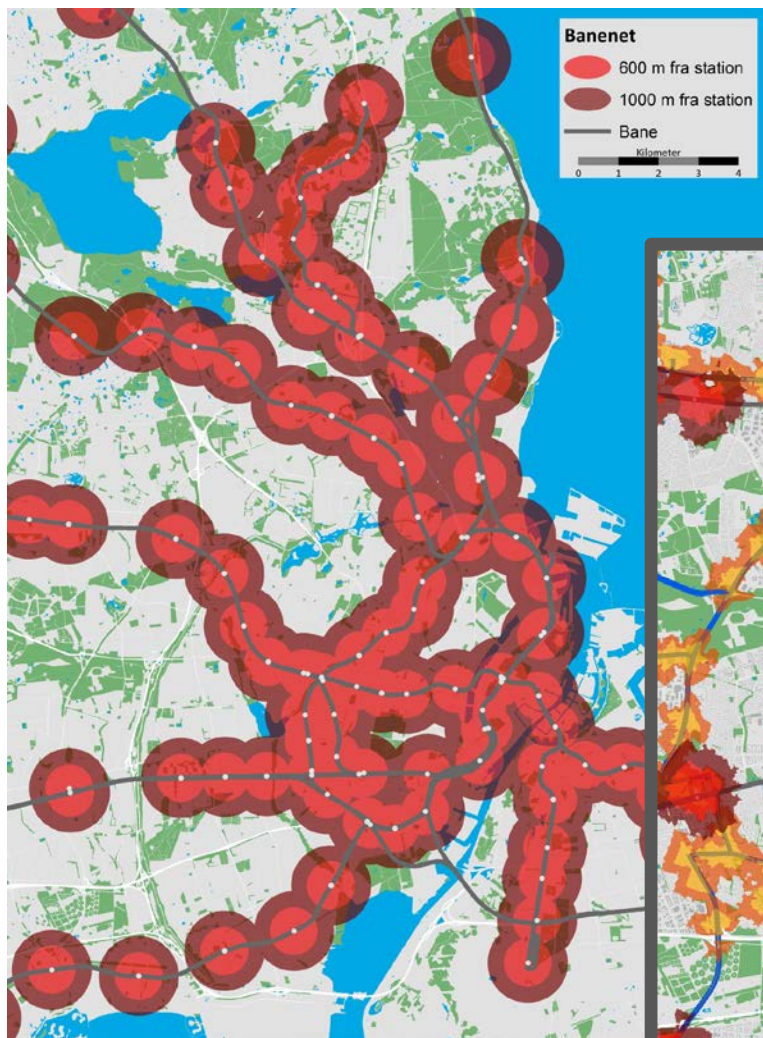 Banenet
600 m fra station
1000 m fra station
Bane
Kilometer
0 1 2 3 4